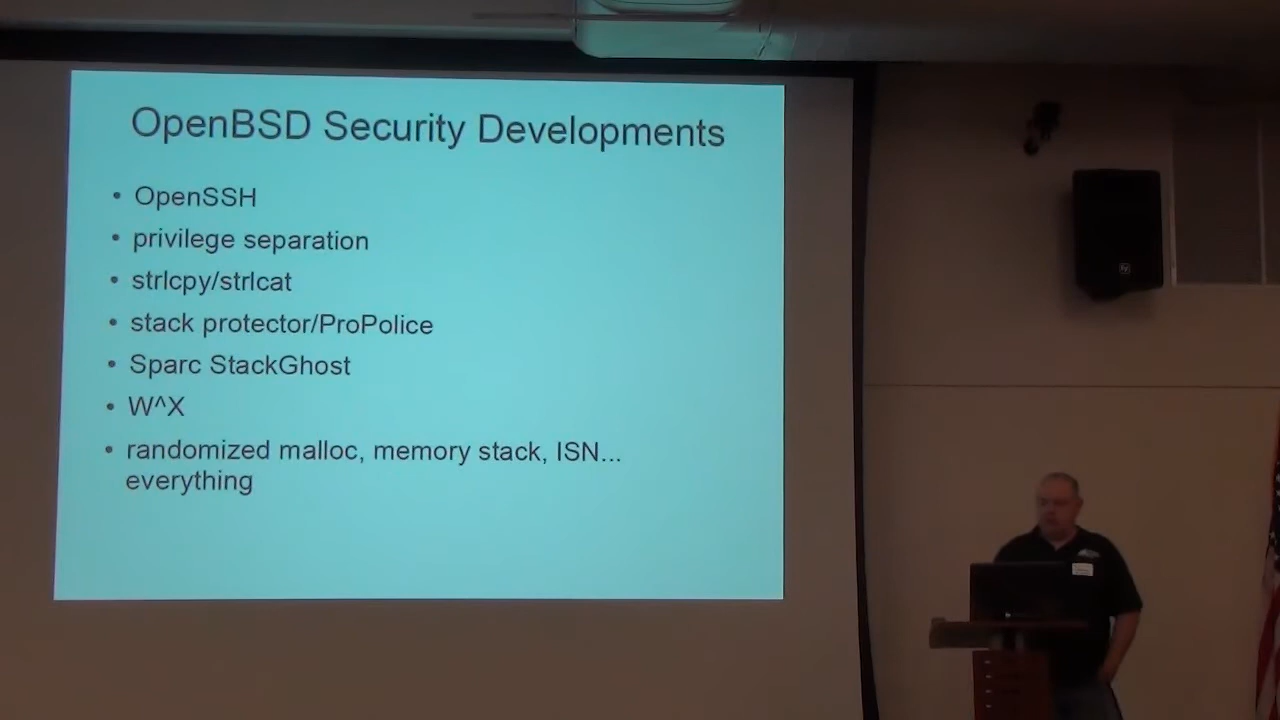 OpenBSD Security Developments
• OpenSSH
• privilege separation
• strlcpy/strlcat
• stack protector/ProPolice
• Sparc StackGhost
• W^X
• randomized malloc, memory stack, ISN...
everything